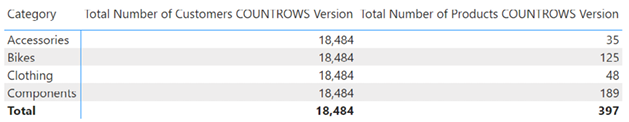 Category Total Number of Customers COUNTROWS Version Total Number of Products COUNTROWS Version
Accessories 18,484 35
Bikes 18,484 125
Clothing 18,484 48
Components 18,484 189
Total 18,484 397